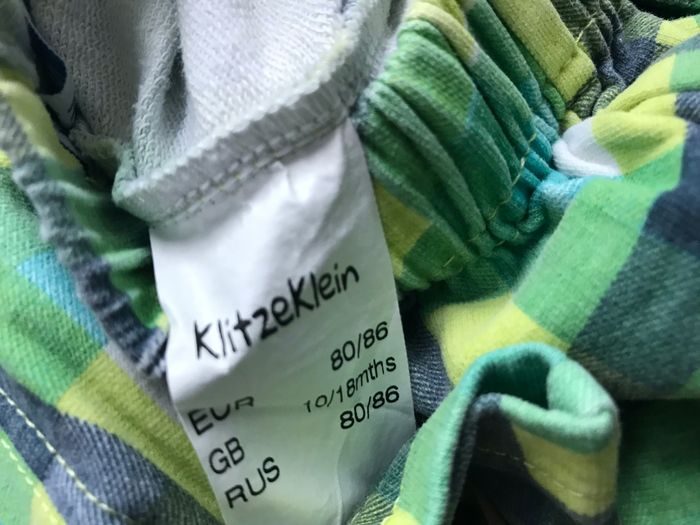 KlitzeKlein
EUR 80/86
GB 10/18mths
RUS 80/86